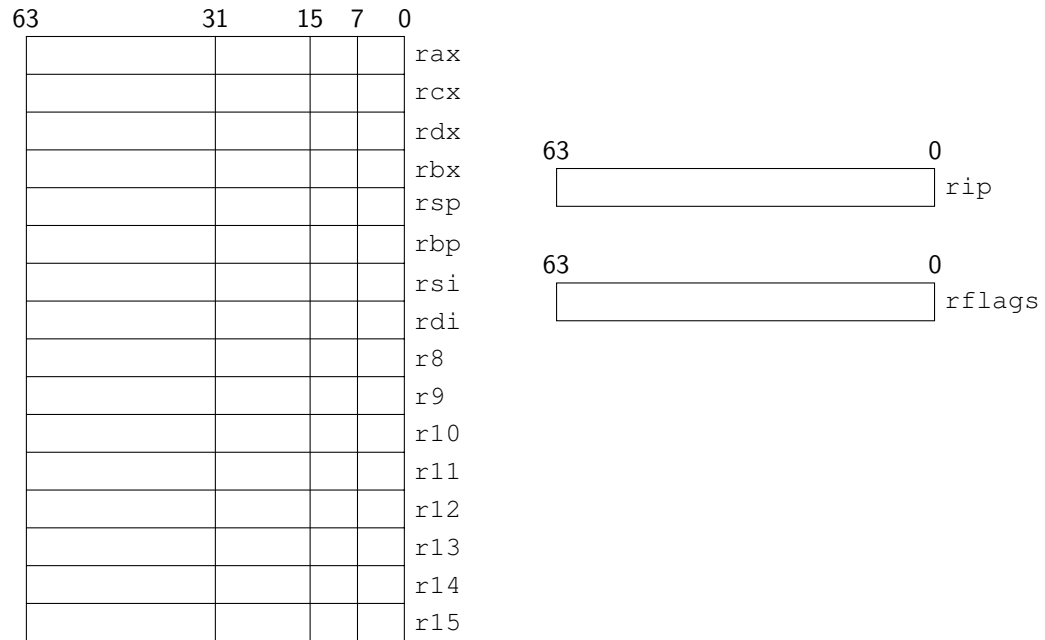 63 31 15 7 0
rax
rcx
rdx
rbx
rsp
rbp
rsi
rdi
r8
r9
r10
r11
r12
r13
r14
r15
63 0
rip
63 0
rflags